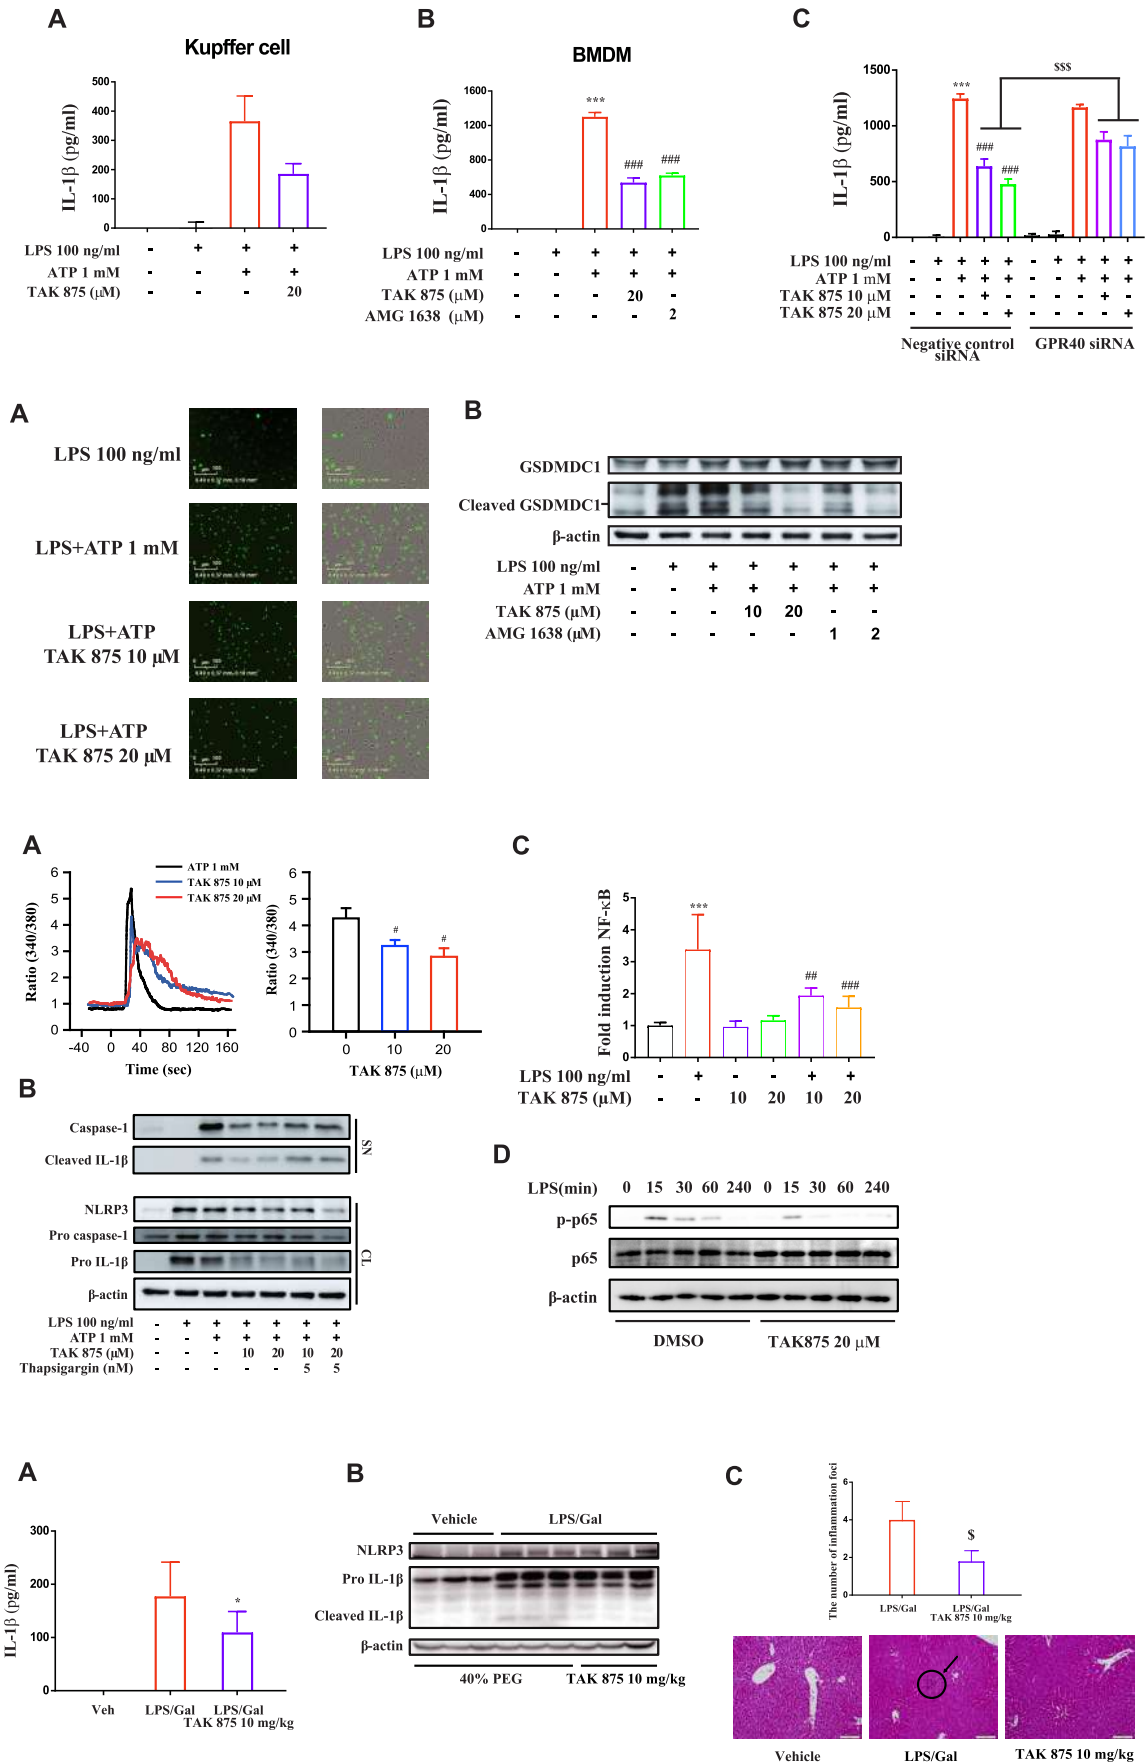 A
Kupffer cell
IL-1β (pg/ml)
500
400
300
200
100
0
LPS 100 ng/ml - + + +
ATP 1 mM - - + +
TAK 875 (μM) - - - 20
B
BMDM
IL-1β (pg/ml)
1600
1200
800
400
0
***
###
###
LPS 100 ng/ml - + + + +
ATP 1 mM - - + + +
TAK 875 (μM) - - - 20 -
AMG 1638 (μM) - - - - 2
C
IL-1β (pg/ml)
1500
1000
500
0
***
###
###
$$$
LPS 100 ng/ml - + + + + - + + + +
ATP 1 mM - - + + + - - + + +
TAK 875 10 μM - - - + - - - - + -
TAK 875 20 μM - - - - + - - - - +
Negative control
siRNA
GPR40 siRNA
A
LPS 100 ng/ml
LPS+ATP 1 mM
LPS+ATP
TAK 875 10 μM
LPS+ATP
TAK 875 20 μM
B
GSDMDC1
Cleaved GSDMDC1
β-actin
LPS 100 ng/ml - + + + + + +
ATP 1 mM - - + + + + +
TAK 875 (μM) - - - 10 20 - -
AMG 1638 (μM) - - - - - 1 2
A
Ratio (340/380)
6
5
4
3
2
1
0
-40 0 40 80 120 160
Time (sec)
ATP 1 mM
TAK 875 10 μM
TAK 875 20 μM
Ratio (340/380)
6
5
4
3
2
1
0
#
#
0 10 20
TAK 875 (μM)
B
Caspase-1
Cleaved IL-1β
SN
NLRP3
Pro caspase-1
Pro IL-1β
β-actin
CL
LPS 100 ng/ml - + + + + + +
ATP 1 mM - - + + + + +
TAK 875 (μM) - - - 10 20 10 20
Thapsigargin (nM) - - - - - 5 5
C
Fold induction NF-κB
5
4
3
2
1
0
***
##
###
LPS 100 ng/ml - + - - + +
TAK 875 (μM) - - 10 20 10 20
D
LPS(min) 0 15 30 60 240 0 15 30 60 240
p-p65
p65
β-actin
DMSO
TAK875 20 μM
A
IL-1β (pg/ml)
300
200
100
0
*
Veh
LPS/Gal
LPS/Gal
TAK 875 10 mg/kg
B
Vehicle
LPS/Gal
NLRP3
Pro IL-1β
Cleaved IL-1β
β-actin
40% PEG
TAK 875 10 mg/kg
C
The number of inflammation foci
6
4
2
0
$
LPS/Gal
LPS/Gal
TAK 875 10 mg/kg
Vehicle
LPS/Gal
TAK 875 10 mg/kg